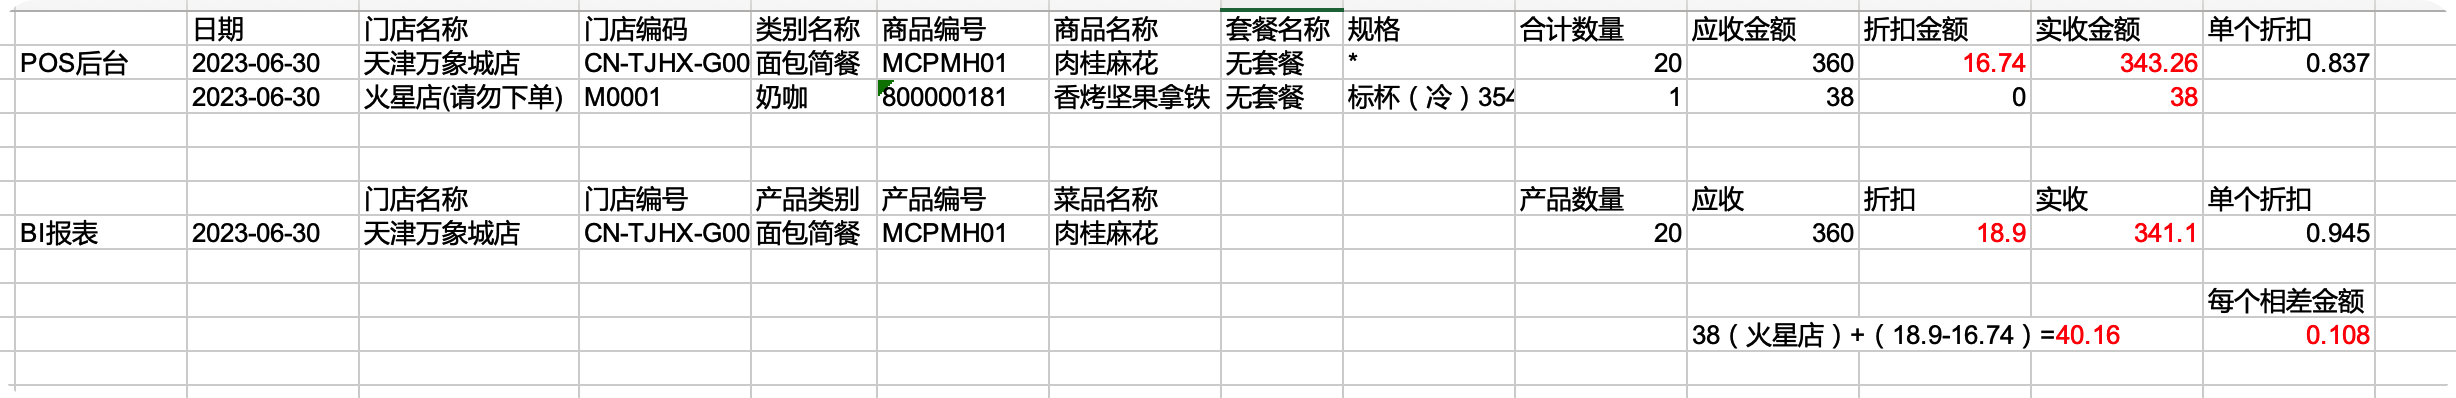 日期 门店名称 门店编码 类别名称 商品编号 商品名称 套餐名称 规格 合计数量 应收金额 折扣金额 实收金额 单个折扣
POS后台 2023-06-30 天津万象城店 CN-TJHX-G00 面包简餐 MCPMH01 肉桂麻花 无套餐 * 20 360 16.74 343.26 0.837
2023-06-30 火星店(请勿下单) M0001 奶咖 800000181 香烤坚果拿铁 无套餐 标杯（冷）354 1 38 0 38
门店名称 门店编号 产品类别 产品编号 菜品名称 产品数量 应收 折扣 实收 单个折扣
BI报表 2023-06-30 天津万象城店 CN-TJHX-G00 面包简餐 MCPMH01 肉桂麻花 20 360 18.9 341.1 0.945
每个相差金额
38（火星店）+（18.9-16.74）=40.16 0.108